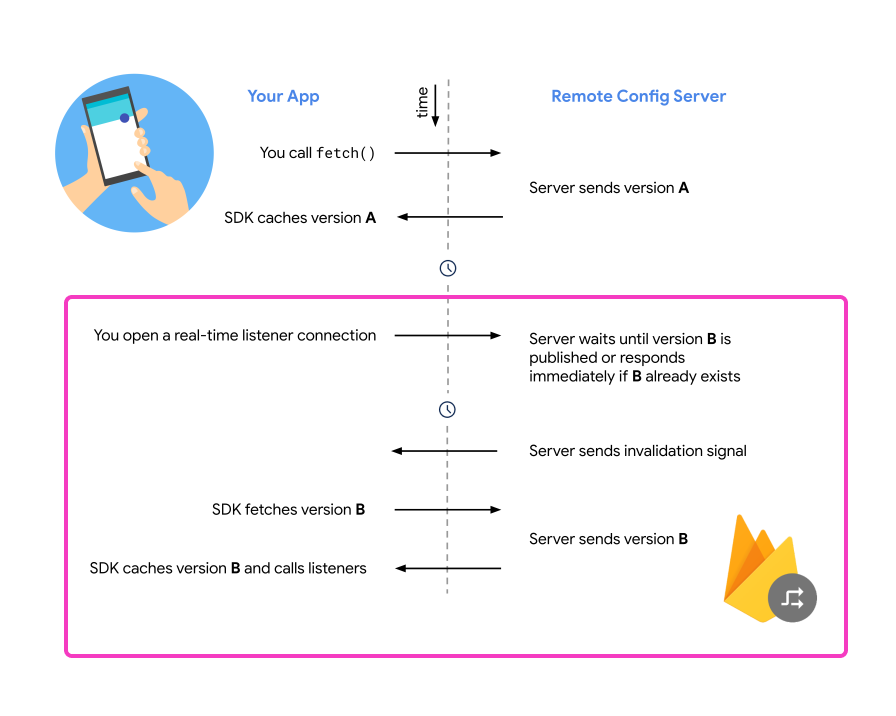 Your App
time
Remote Config Server
You call fetch()
Server sends version A
SDK caches version A
You open a real-time listener connection
Server waits until version B is
published or responds
immediately if B already exists
Server sends invalidation signal
SDK fetches version B
Server sends version B
SDK caches version B and calls listeners